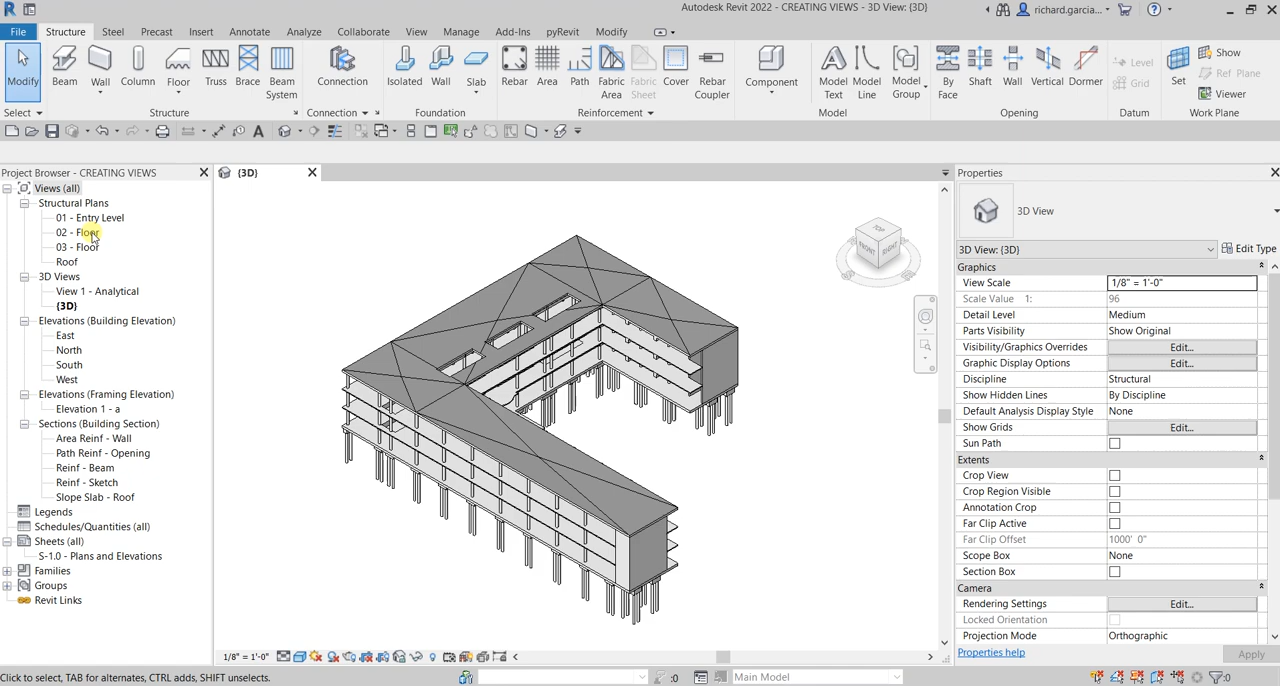 Autodesk Revit 2022 - CREATING VIEWS - 3D View: {3D}
richard.garcia...
File Structure Steel Precast Insert Annotate Analyze Collaborate View Manage Add-Ins pyRevit Modify
Modify Beam Wall Column Floor Truss Brace Beam System Connection Isolated Wall Slab Rebar Area Path Fabric Area Fabric Sheet Cover Rebar Coupler Component Model Text Model Line Model Group By Face Shaft Wall Vertical Dormer Level Grid Set Show Ref Plane Viewer
Select Structure Connection Foundation Reinforcement Model Opening Datum Work Plane
Project Browser - CREATING VIEWS
Views (all)
Structural Plans
01 - Entry Level
02 - Floor
03 - Floor
Roof
3D Views
View 1 - Analytical
{3D}
Elevations (Building Elevation)
East
North
South
West
Elevations (Framing Elevation)
Elevation 1 - a
Sections (Building Section)
Area Reinf - Wall
Path Reinf - Opening
Reinf - Beam
Reinf - Sketch
Slope Slab - Roof
Legends
Schedules/Quantities (all)
Sheets (all)
S-1.0 - Plans and Elevations
Families
Groups
Revit Links
{3D}
TOP
FRONT
RIGHT
1/8" = 1'-0"
Properties
3D View
3D View: {3D} Edit Type
Graphics
View Scale 1/8" = 1'-0"
Scale Value 1: 96
Detail Level Medium
Parts Visibility Show Original
Visibility/Graphics Overrides Edit...
Graphic Display Options Edit...
Discipline Structural
Show Hidden Lines By Discipline
Default Analysis Display Style None
Show Grids Edit...
Sun Path
Extents
Crop View
Crop Region Visible
Annotation Crop
Far Clip Active
Far Clip Offset 1000' 0"
Scope Box None
Section Box
Camera
Rendering Settings Edit...
Locked Orientation
Projection Mode Orthographic
Properties help Apply
Click to select, TAB for alternates, CTRL adds, SHIFT unselects.
:0
Main Model
:0